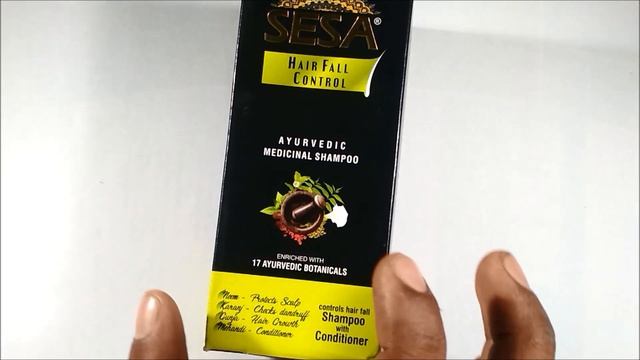 SESA®
HAIR FALL
CONTROL
AYURVEDIC
MEDICINAL SHAMPOO
ENRICHED WITH
17 AYURVEDIC BOTANICALS
Neem - Protects Scalp
Karanj - Checks dandruff
Gunja - Hair Growth
Mehandi - Conditioner
controls hair fall
Shampoo
with
Conditioner